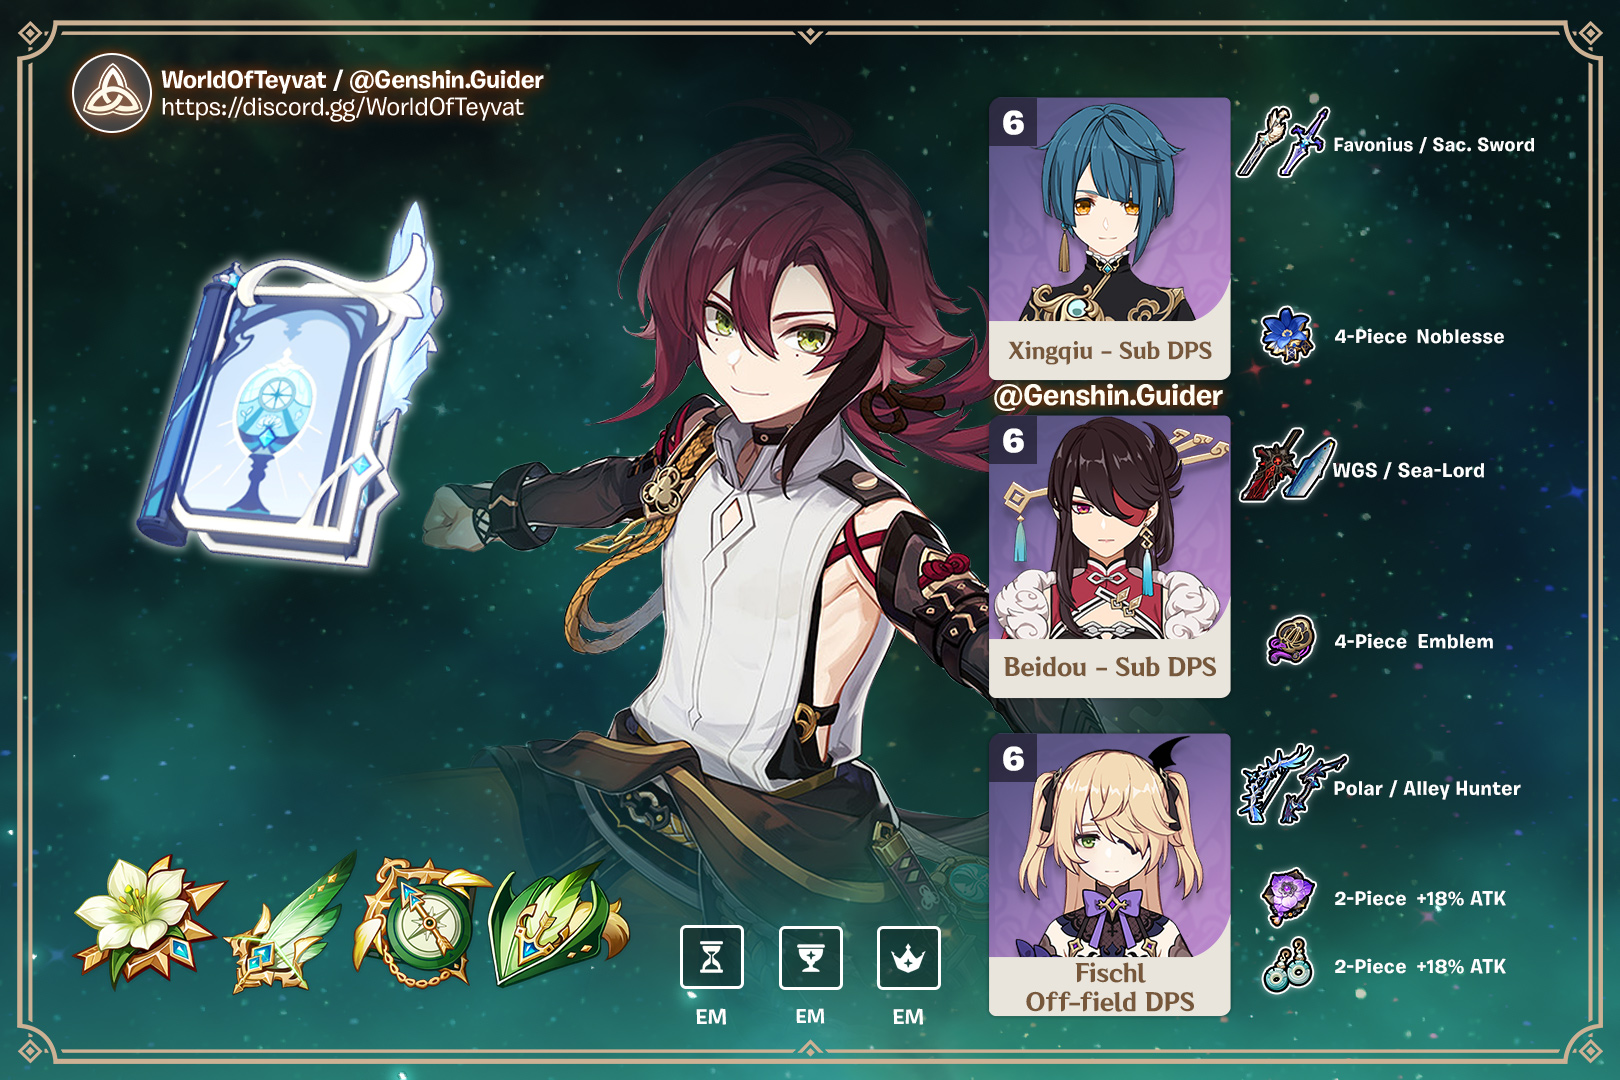 WorldOfTeyvat / @Genshin.Guider
https://discord.gg/WorldOfTeyvat
6
Favonius / Sac. Sword
4-Piece Noblesse
Xingqiu - Sub DPS
@Genshin.Guider
6
WGS / Sea-Lord
4-Piece Emblem
Beidou - Sub DPS
6
Polar / Alley Hunter
2-Piece +18% ATK
2-Piece +18% ATK
Fischl
Off-field DPS
EM
EM
EM